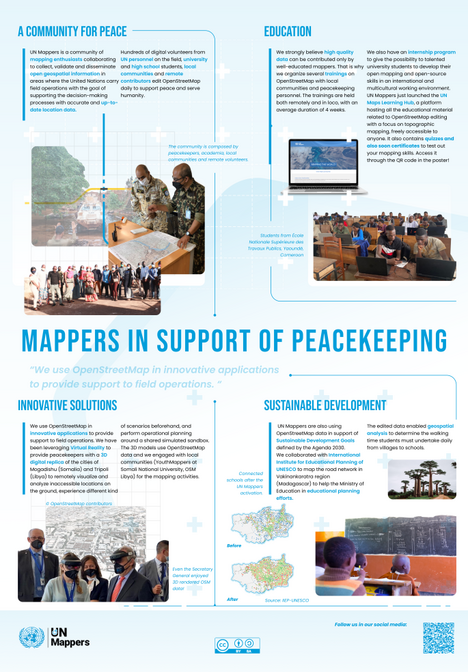 A COMMUNITY FOR PEACE
UN Mappers is a community of
mapping enthusiasts collaborating
to collect, validate and disseminate
open geospatial information in
areas where the United Nations carry
field operations with the goal of
supporting the decision-making
processes with accurate and up-to-
date location data.
Hundreds of digital volunteers from
UN personnel on the field, university
and high school students, local
communities and remote
contributors edit OpenStreetMap
daily to support peace and serve
humanity.
The community is composed by
peacekeepers, academia, local
communities and remote volunteers
EDUCATION
We strongly believe high quality
data can be contributed only by
well-educated mappers. That is why
we organize several trainings on
OpenStreetMap with local
communities and peacekeeping
personnel. The trainings are held
both remotely and in loco, with an
average duration of 4 weeks.
We also have an internship program
to give the possibility to talented
university students to develop their
open mapping and open-source
skills in an international and
multicultural working environment.
UN Mappers just launched the UN
Maps Learning Hub, a platform
hosting all the educational material
related to OpenStreetMap editing
with a focus on topographic
mapping, freely accessible to
anyone. It also contains quizzes and
also soon certificates to test out
your mapping skills. Access it
through the QR code in the poster!
Students from École
Nationale Supérieure des
Travaux Publics, Yaoundé,
Cameroon
MAPPERS IN SUPPORT OF PEACEKEEPING
"We use OpenStreetMap in innovative applications
to provide support to field operations. "
INNOVATIVE SOLUTIONS
We use OpenStreetMap in
innovative applications to provide
support to field operations. We have
been leveraging Virtual Reality to
provide peacekeepers with a 3D
digital replica of the cities of
Mogadishu (Somalia) and Tripoli
(Libya) to remotely visualize and
analyze inaccessible locations on
the ground, experience different kind
of scenarios beforehand, and
perform operational planning
around a shared simulated sandbox.
The 3D models use OpenStreetMap
data and we engaged with local
communities (YouthMappers at
Somali National University, OSM
Libya) for the mapping activities.
© OpenStreetMap contributors
Even the Secretary
General enjoyed
3D rendered OSM
data!
SUSTAINABLE DEVELOPMENT
UN Mappers are also using
OpenStreetMap data in support of
Sustainable Development Goals
defined by the Agenda 2030.
We collaborated with International
Institute for Educational Planning of
UNESCO to map the road network in
Vakinankaratra region
(Madagascar) to help the Ministry of
Education in educational planning
efforts.
The edited data enabled geospatial
analysis to determine the walking
time students must undertake daily
from villages to schools.
Connected
schools after the
UN Mappers
activation.
Before
After
Source: IIEP-UNESCO
UN
Mappers
CC
BY SA
Follow us in our social media: